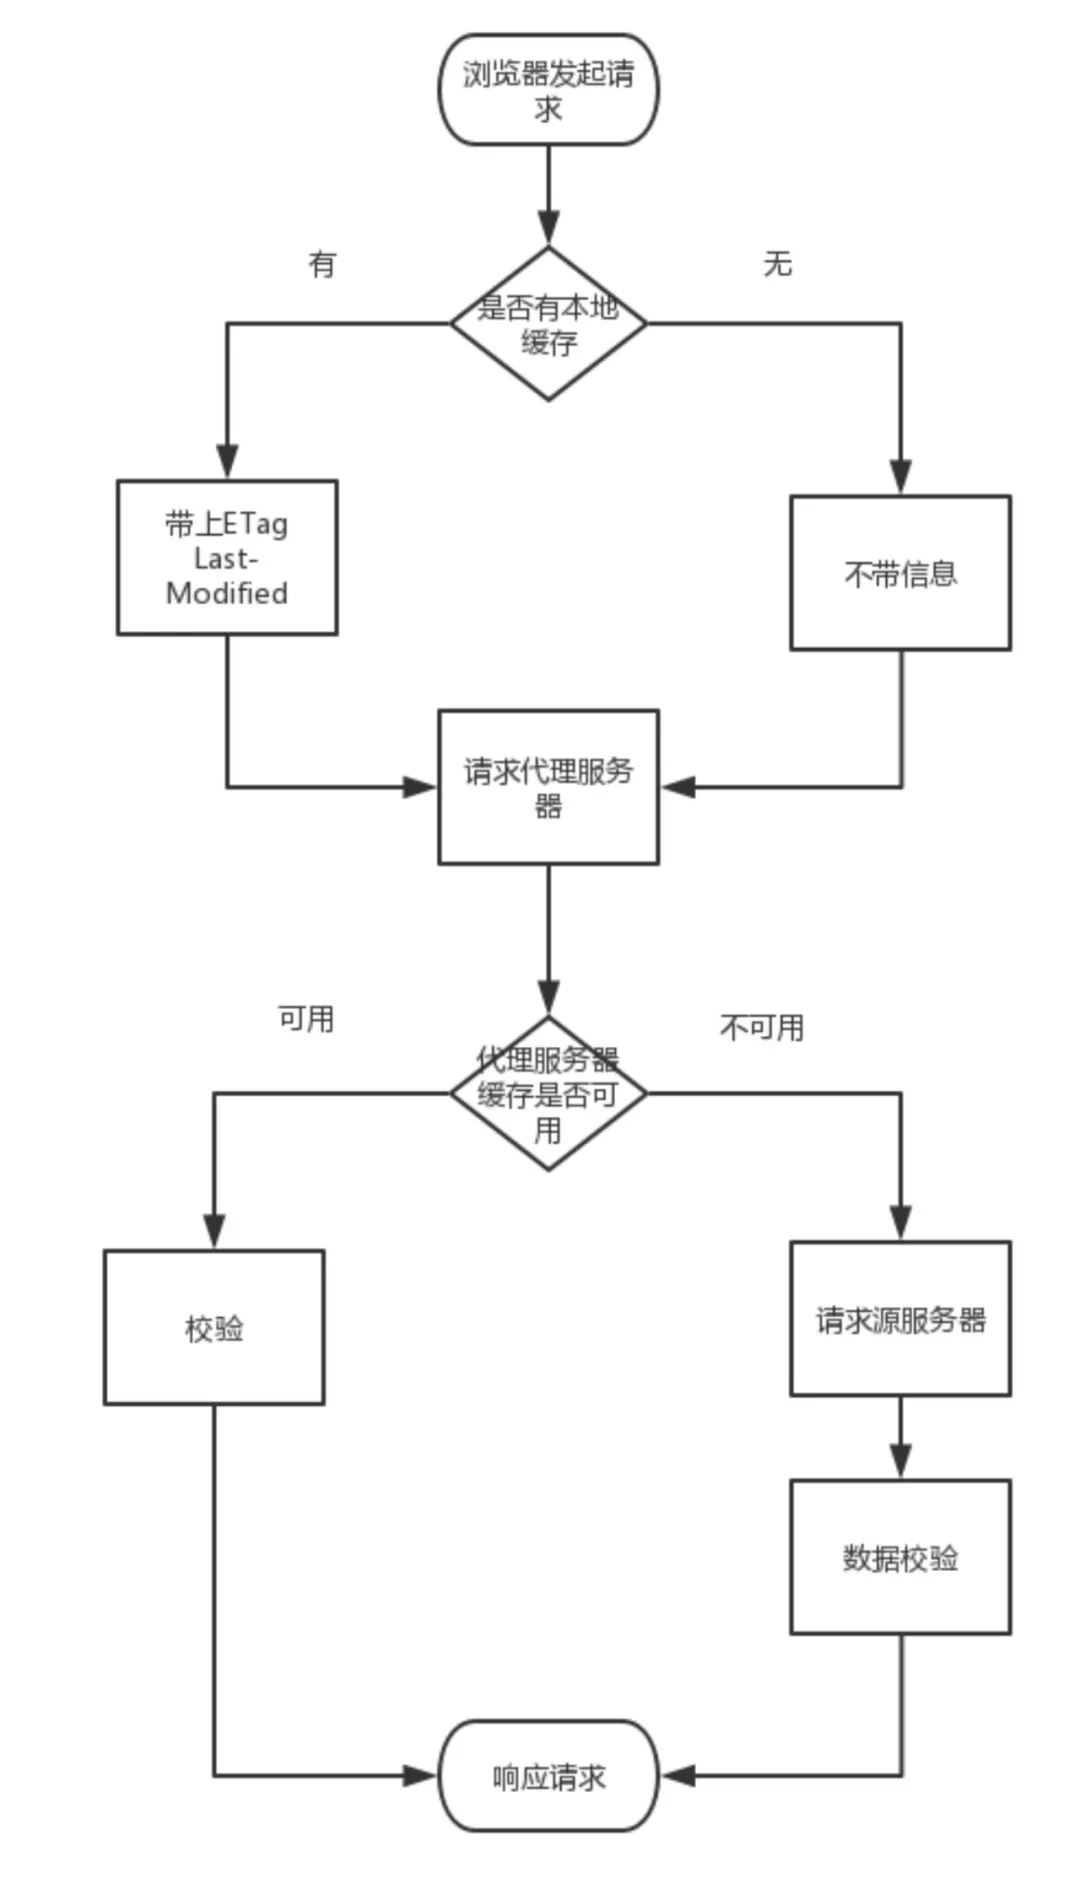 浏览器发起请
求
有
无
是否有本地
缓存
带上ETag
Last-
Modified
不带信息
请求代理服务
器
可用
不可用
代理服务器
缓存是否可
用
校验
请求源服务器
数据校验
响应请求